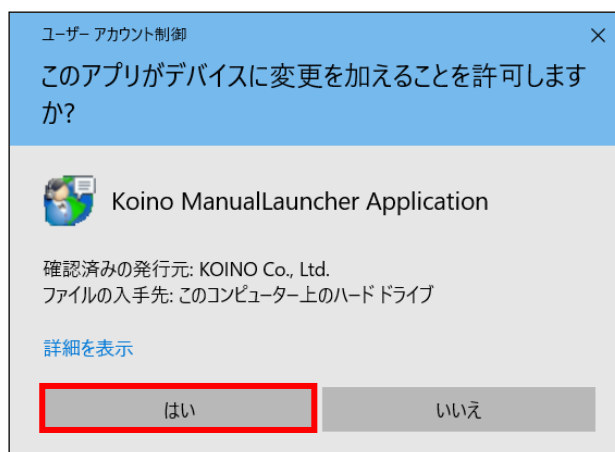 ユーザー アカウント制御
このアプリがデバイスに変更を加えることを許可します
か?
Koino ManualLauncher Application
確認済みの発行元: KOINO Co., Ltd.
ファイルの入手先: このコンピューター上のハード ドライブ
詳細を表示
はい
いいえ